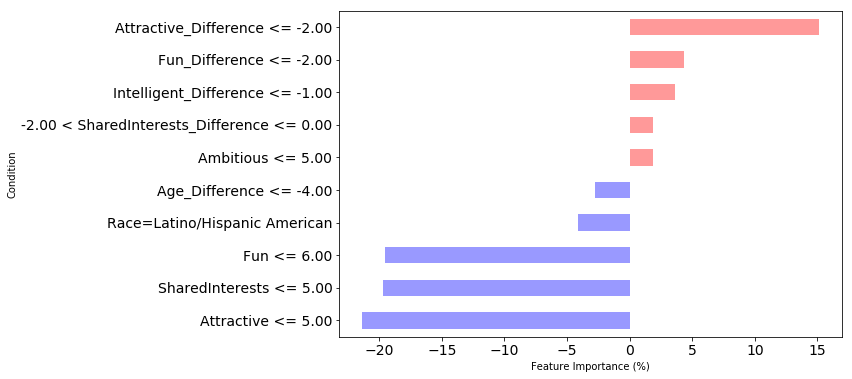 Attractive_Difference <= -2.00
Fun_Difference <= -2.00
Intelligent_Difference <= -1.00
-2.00 < SharedInterests_Difference <= 0.00
Ambitious <= 5.00
Age_Difference <= -4.00
Race=Latino/Hispanic American
Fun <= 6.00
SharedInterests <= 5.00
Attractive <= 5.00
Condition
−20 −15 −10 −5 0 5 10 15
Feature Importance (%)